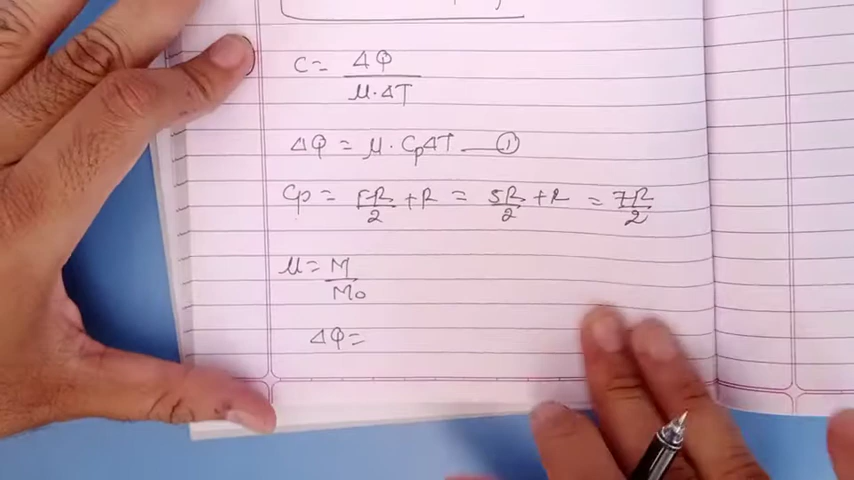 C = ΔQ / μ·ΔT
ΔQ = μ·CpΔT — ①
Cp = fR/2 + R = 5R/2 + R = 7R/2
μ = M/M₀
ΔQ =